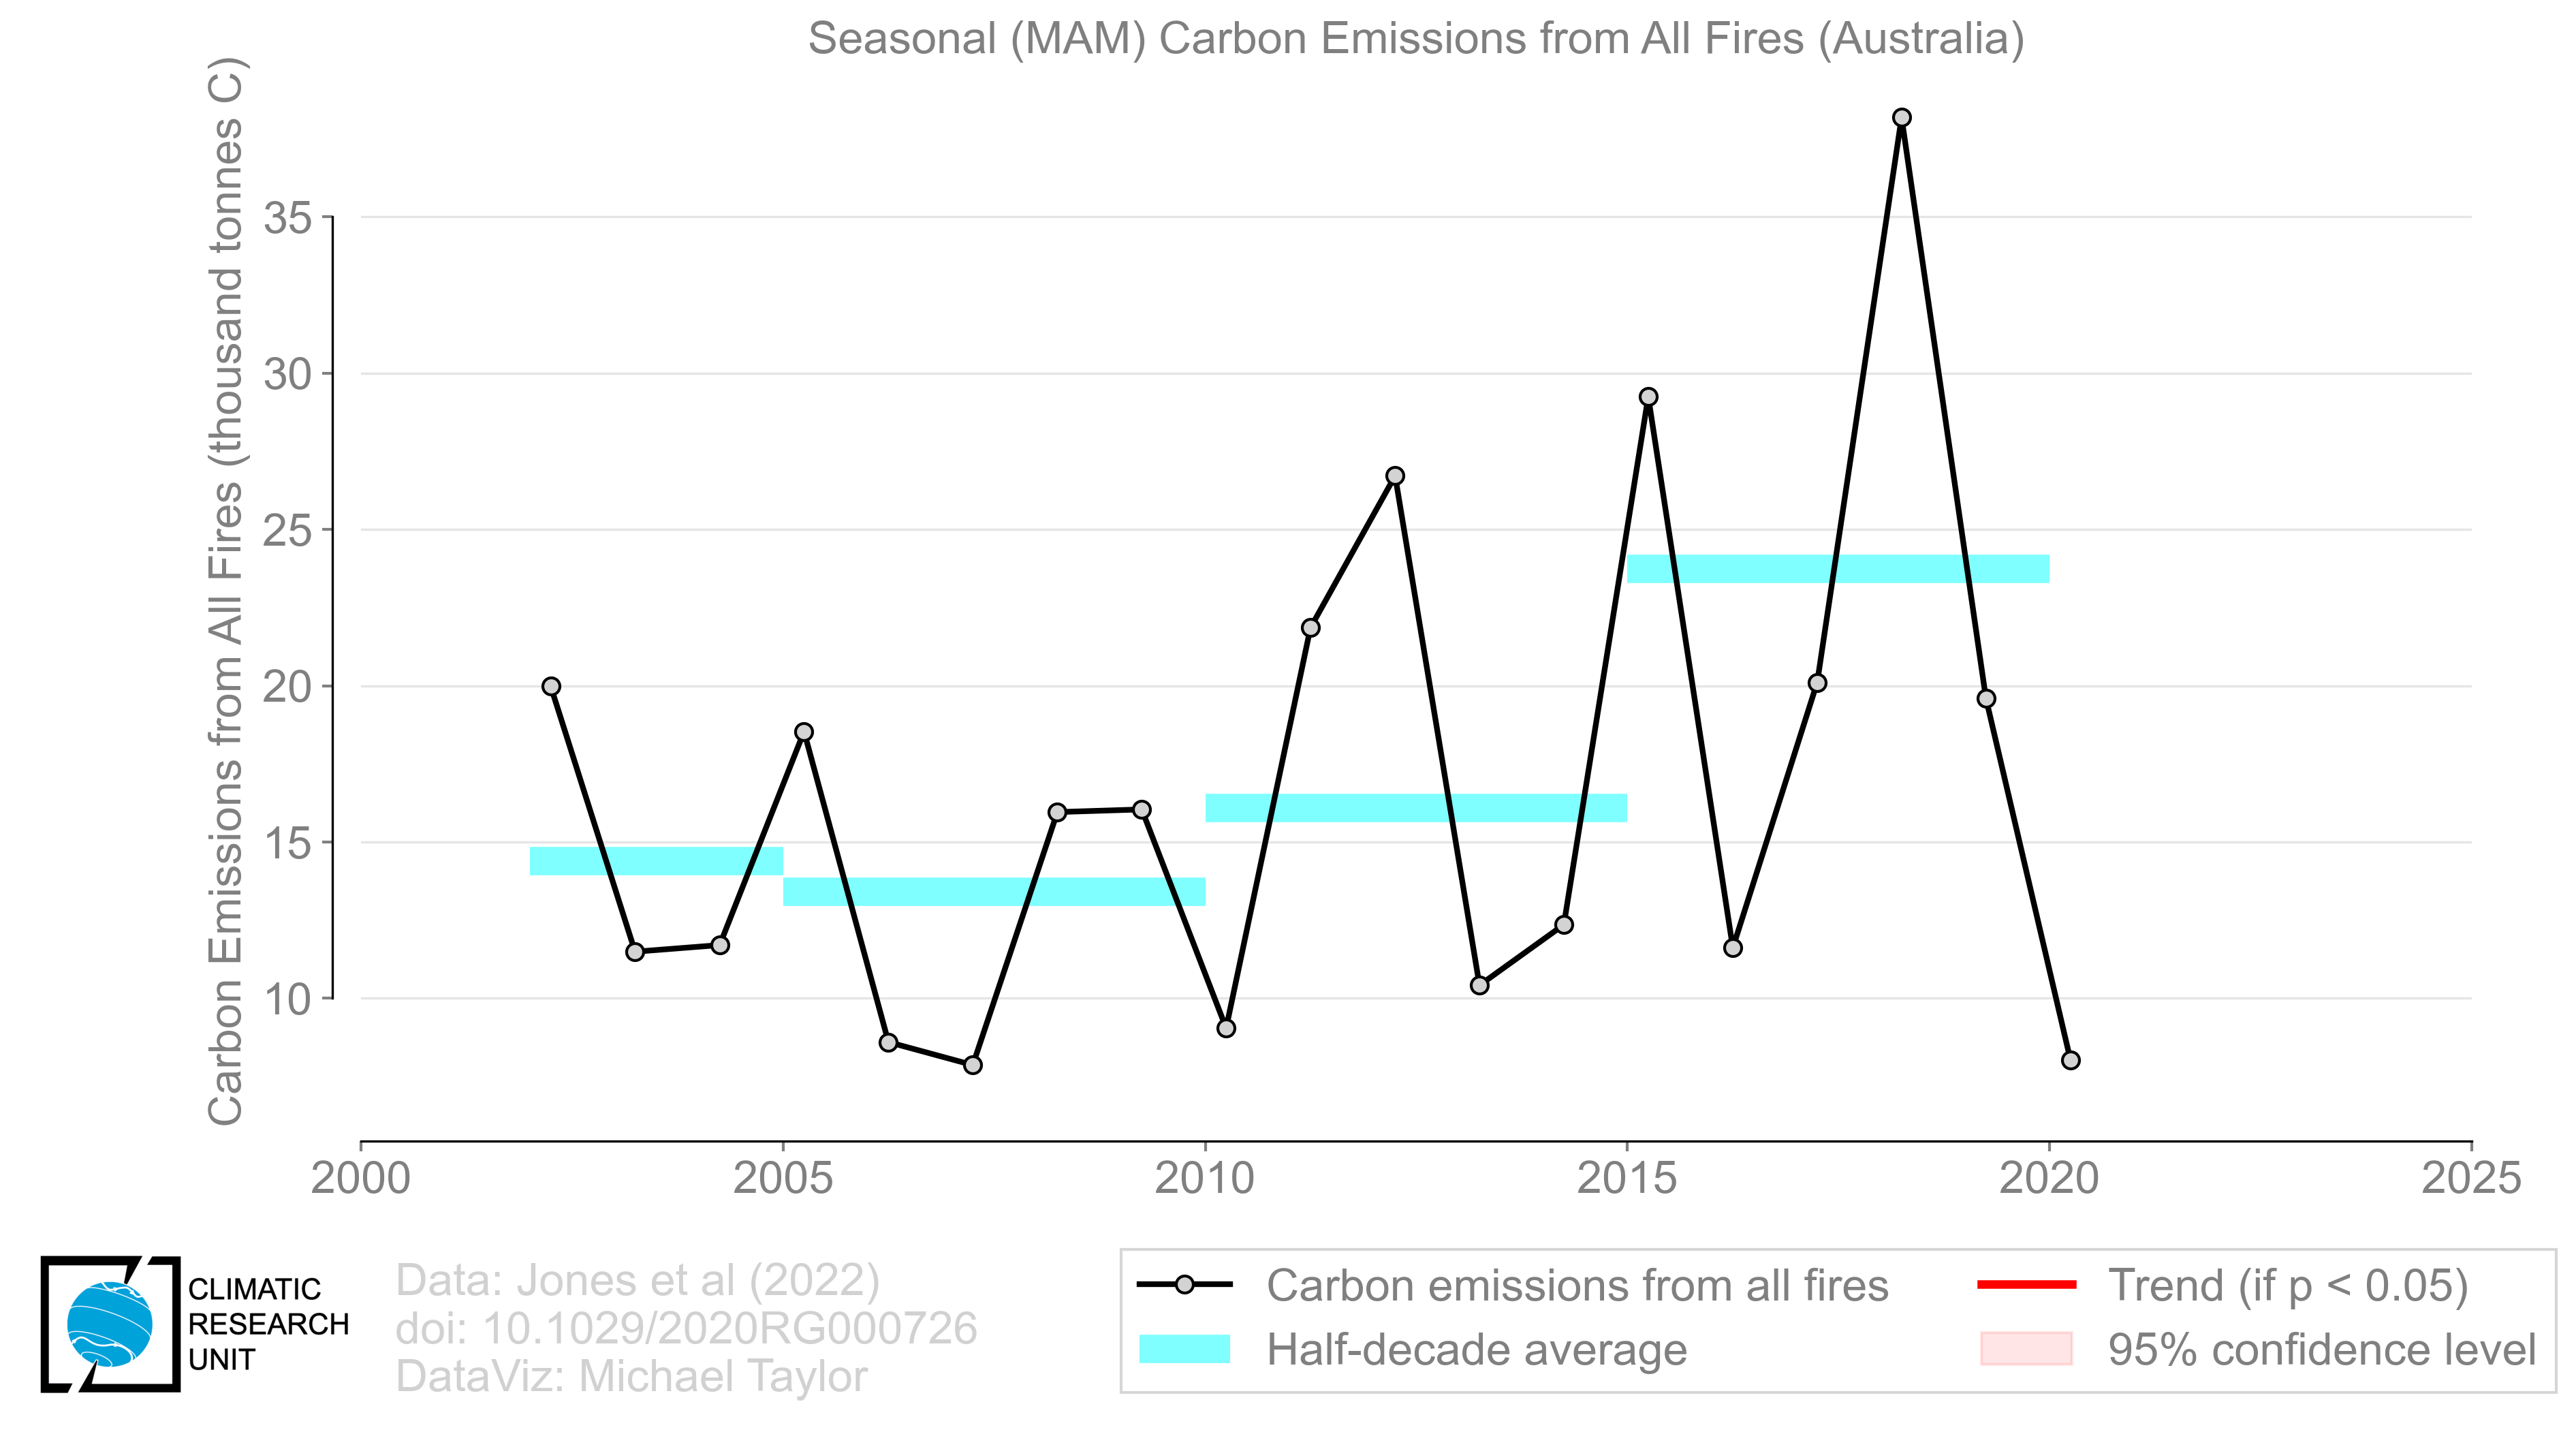 Seasonal (MAM) Carbon Emissions from All Fires (Australia)
Carbon Emissions from All Fires (thousand tonnes C)
35
30
25
20
15
10
2000 2005 2010 2015 2020 2025
CLIMATIC
RESEARCH
UNIT
Data: Jones et al (2022)
doi: 10.1029/2020RG000726
DataViz: Michael Taylor
Carbon emissions from all fires
Half-decade average
Trend (if p < 0.05)
95% confidence level